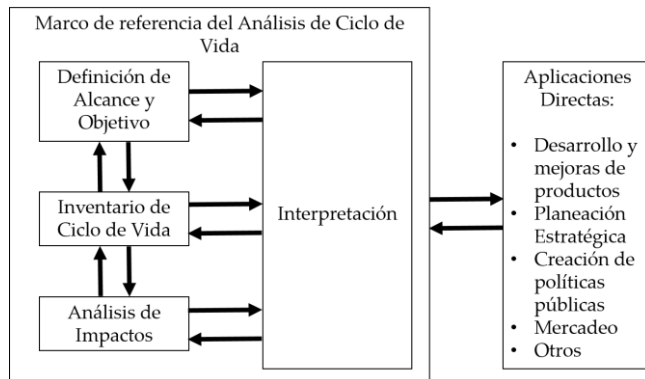 Marco de referencia del Análisis de Ciclo de
Vida
Definición de
Alcance y
Objetivo
Inventario de
Ciclo de Vida
Análisis de
Impactos
Interpretación
Aplicaciones
Directas:
• Desarrollo y
mejoras de
productos
• Planeación
Estratégica
• Creación de
políticas
públicas
• Mercadeo
• Otros